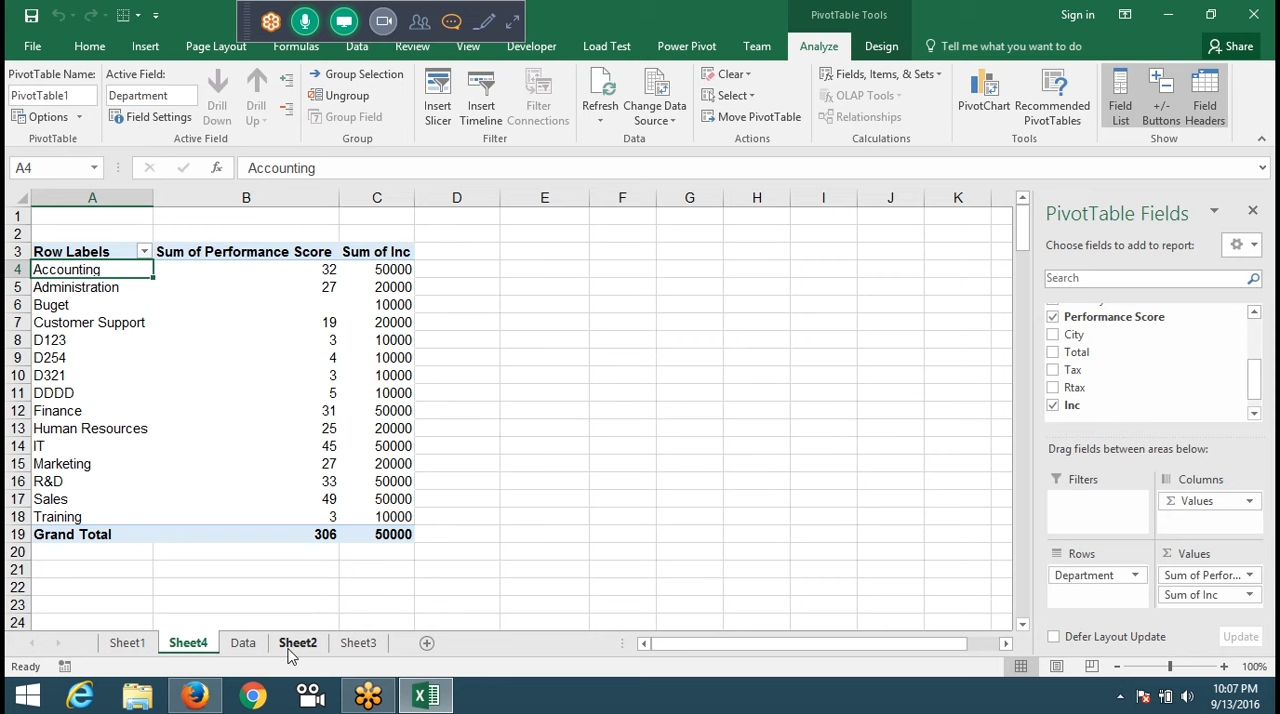 PivotTable Tools
Sign in
File Home Insert Page Layout Formulas Data Review View Developer Load Test Power Pivot Team Analyze Design Tell me what you want to do Share
PivotTable Name:
PivotTable1
Options
PivotTable
Active Field:
Department
Field Settings
Drill Down
Drill Up
Active Field
Group Selection
Ungroup
Group Field
Group
Insert Slicer
Insert Timeline
Filter Connections
Filter
Refresh
Change Data Source
Data
Clear
Select
Move PivotTable
Actions
Fields, Items, & Sets
OLAP Tools
Relationships
Calculations
PivotChart
Recommended PivotTables
Tools
Field List
+/- Buttons
Field Headers
Show
A4 fx Accounting
A B C D E F G H I J K
1
2
3 Row Labels Sum of Performance Score Sum of Inc
4 Accounting 32 50000
5 Administration 27 20000
6 Buget 10000
7 Customer Support 19 20000
8 D123 3 10000
9 D254 4 10000
10 D321 3 10000
11 DDDD 5 10000
12 Finance 31 50000
13 Human Resources 25 20000
14 IT 45 50000
15 Marketing 27 20000
16 R&D 33 50000
17 Sales 49 50000
18 Training 3 10000
19 Grand Total 306 50000
20
21
22
23
24
PivotTable Fields
Choose fields to add to report:
Search
Performance Score
City
Total
Tax
Rtax
Inc
Drag fields between areas below:
Filters
Columns
Σ Values
Rows
Department
Σ Values
Sum of Perfor...
Sum of Inc
Defer Layout Update Update
Sheet1 Sheet4 Data Sheet2 Sheet3
Ready
100%
10:07 PM
9/13/2016